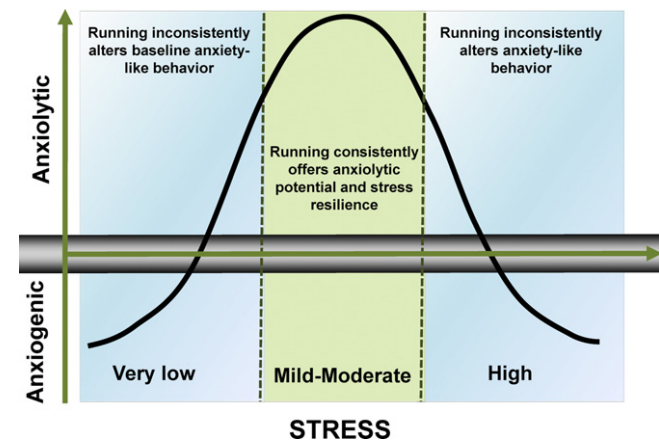 Running inconsistently
alters baseline anxiety-
like behavior
Running inconsistently
alters anxiety-like
behavior
Running consistently
offers anxiolytic
potential and stress
resilience
Anxiolytic
Anxiogenic
Very low
Mild-Moderate
High
STRESS